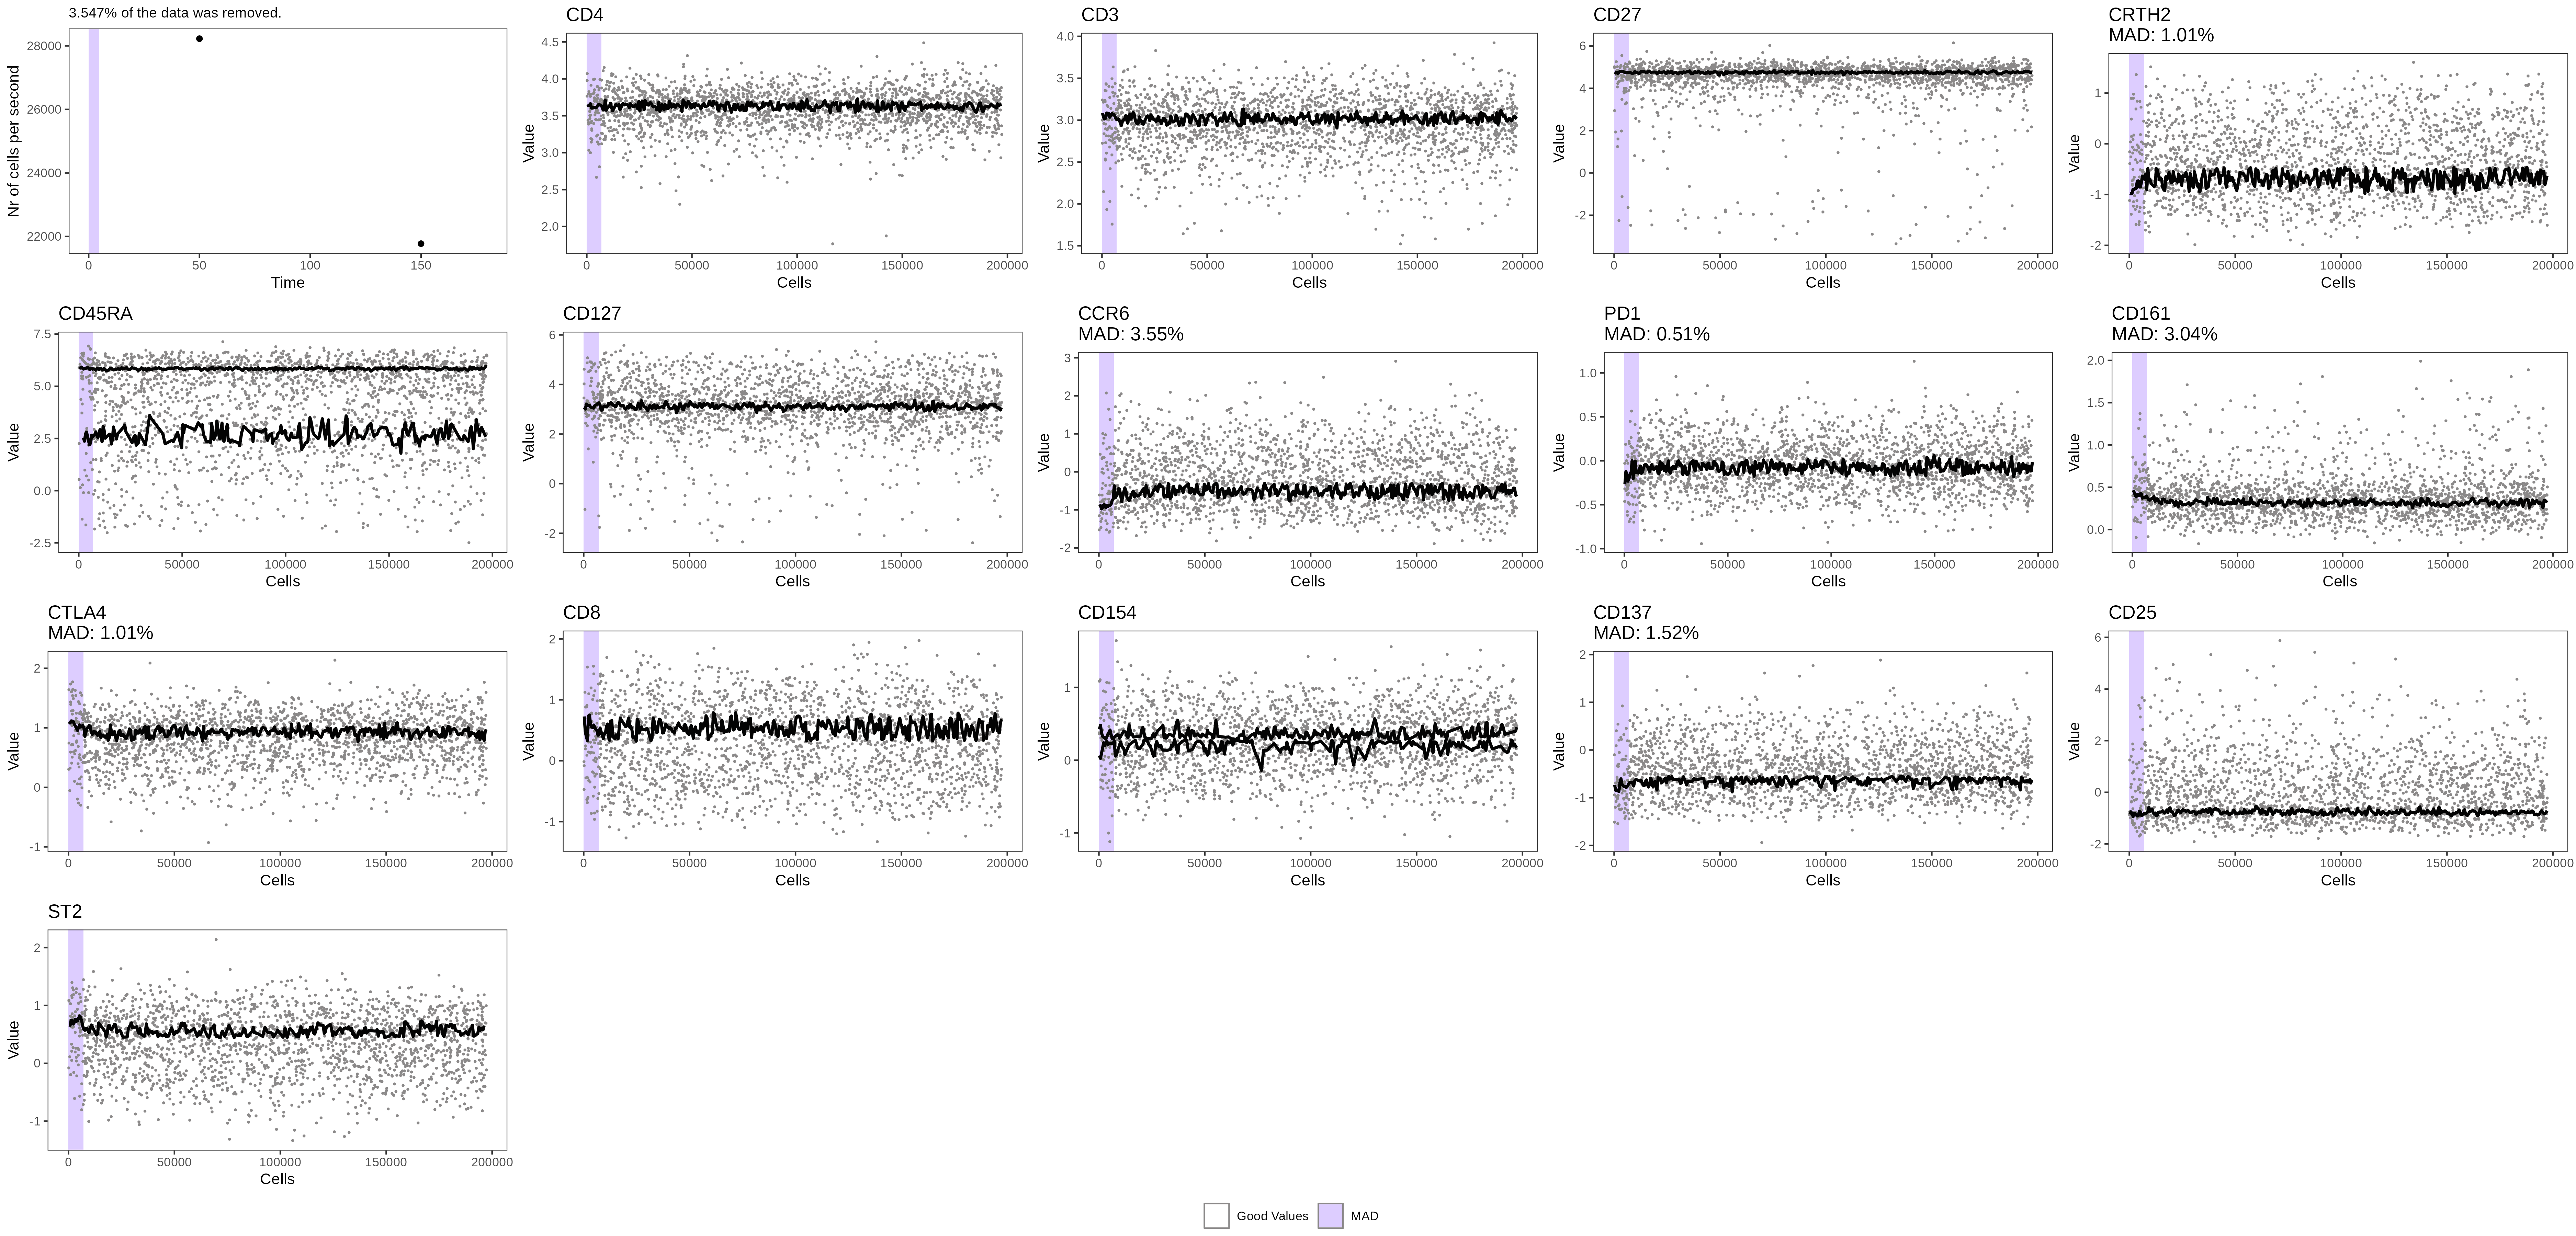 3.547% of the data was removed.
Nr of cells per second
28000
26000
24000
22000
0 50 100 150
Time
CD4
Value
4.5
4.0
3.5
3.0
2.5
2.0
0 50000 100000 150000 200000
Cells
CD3
Value
4.0
3.5
3.0
2.5
2.0
1.5
0 50000 100000 150000 200000
Cells
CD27
Value
6
4
2
0
-2
0 50000 100000 150000 200000
Cells
CRTH2
MAD: 1.01%
Value
1
0
-1
-2
0 50000 100000 150000 200000
Cells
CD45RA
Value
7.5
5.0
2.5
0.0
-2.5
0 50000 100000 150000 200000
Cells
CD127
Value
6
4
2
0
-2
0 50000 100000 150000 200000
Cells
CCR6
MAD: 3.55%
Value
3
2
1
0
-1
-2
0 50000 100000 150000 200000
Cells
PD1
MAD: 0.51%
Value
1.0
0.5
0.0
-0.5
-1.0
0 50000 100000 150000 200000
Cells
CD161
MAD: 3.04%
Value
2.0
1.5
1.0
0.5
0.0
0 50000 100000 150000 200000
Cells
CTLA4
MAD: 1.01%
Value
2
1
0
-1
0 50000 100000 150000 200000
Cells
CD8
Value
2
1
0
-1
0 50000 100000 150000 200000
Cells
CD154
Value
1
0
-1
0 50000 100000 150000 200000
Cells
CD137
MAD: 1.52%
Value
2
1
0
-1
-2
0 50000 100000 150000 200000
Cells
CD25
Value
6
4
2
0
-2
0 50000 100000 150000 200000
Cells
ST2
Value
2
1
0
-1
0 50000 100000 150000 200000
Cells
Good Values MAD